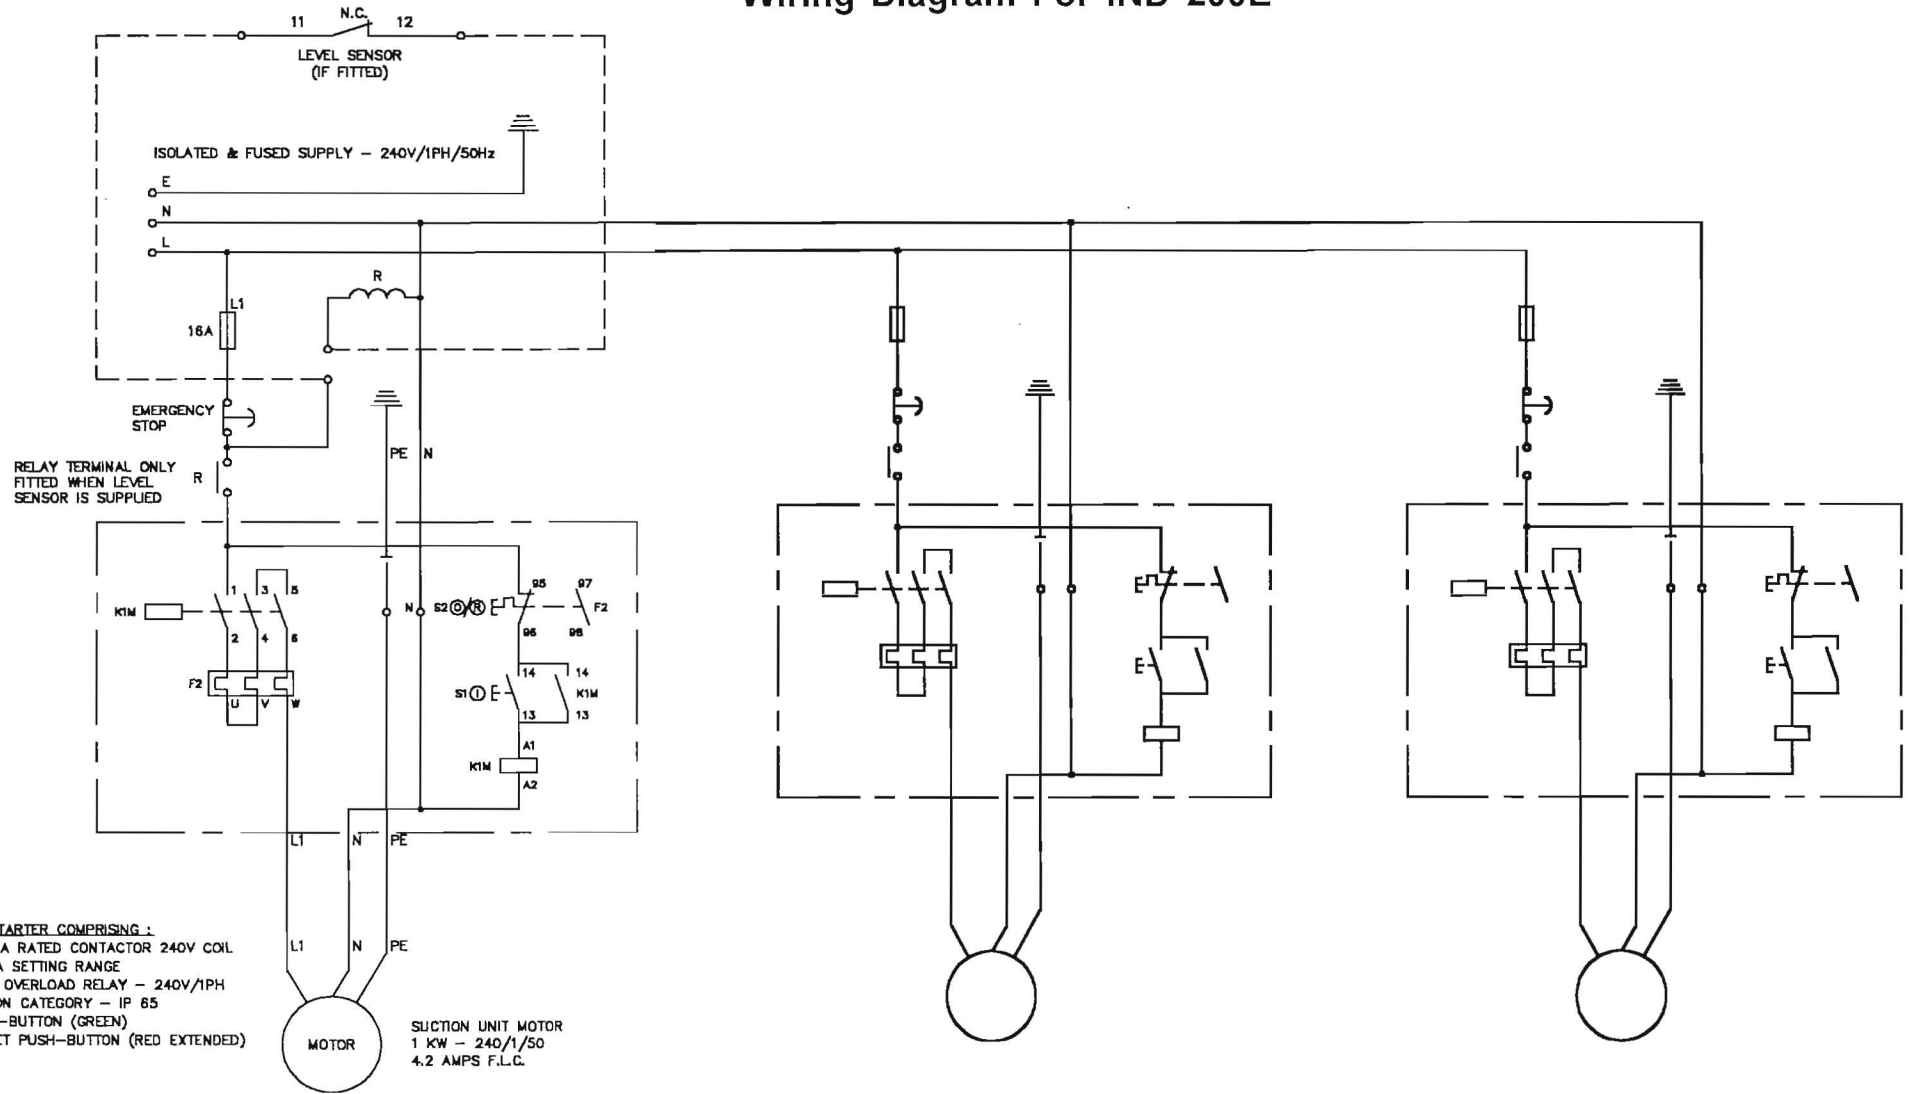 Wiring Diagram For IND 200E
11
N.C.
12
LEVEL SENSOR
(IF FITTED)
ISOLATED & FUSED SUPPLY – 240V/1PH/50Hz
E
N
L
R
L1
16A
EMERGENCY
STOP
PE
N
RELAY TERMINAL ONLY
FITTED WHEN LEVEL
SENSOR IS SUPPLIED
R
1
3
5
95
97
K1M
N
S2 O/R
F2
2
4
6
96
98
14
14
F2
S1 I
K1M
U
V
W
13
13
A1
K1M
A2
L1
N
PE
TARTER COMPRISING :
A RATED CONTACTOR 240V COIL
L1
N
PE
SETTING RANGE
OVERLOAD RELAY – 240V/1PH
ON CATEGORY – IP 65
–BUTTON (GREEN)
ET PUSH–BUTTON (RED EXTENDED)
MOTOR
SUCTION UNIT MOTOR
1 KW – 240/1/50
4.2 AMPS F.L.C.